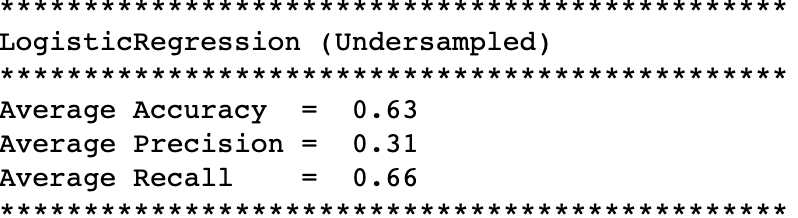 ***********************************************
LogisticRegression (Undersampled)
***********************************************
Average Accuracy  =  0.63
Average Precision =  0.31
Average Recall    =  0.66
***********************************************